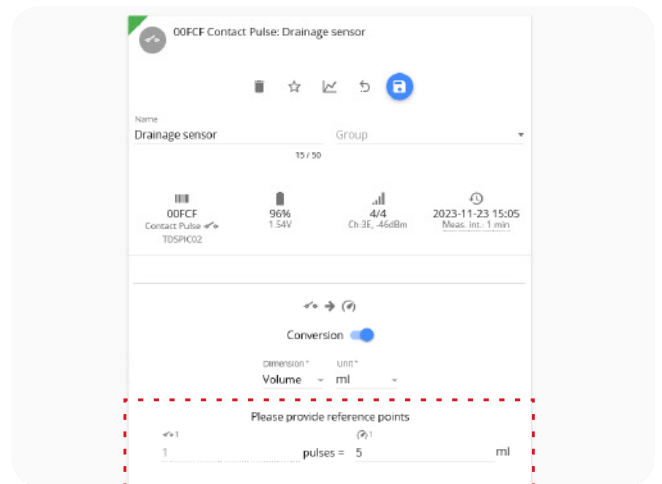 00FCF Contact Pulse: Drainage sensor
Name
Drainage sensor Group
15 / 50
00FCF 96% 4/4 2023-11-23 15:05
Contact Pulse 1.54V Ch:3E, -46dBm Meas. int.: 1 min
TDSPIC02
Conversion
Dimension * Unit *
Volume ml
Please provide reference points
1 1
1 pulses = 5 ml